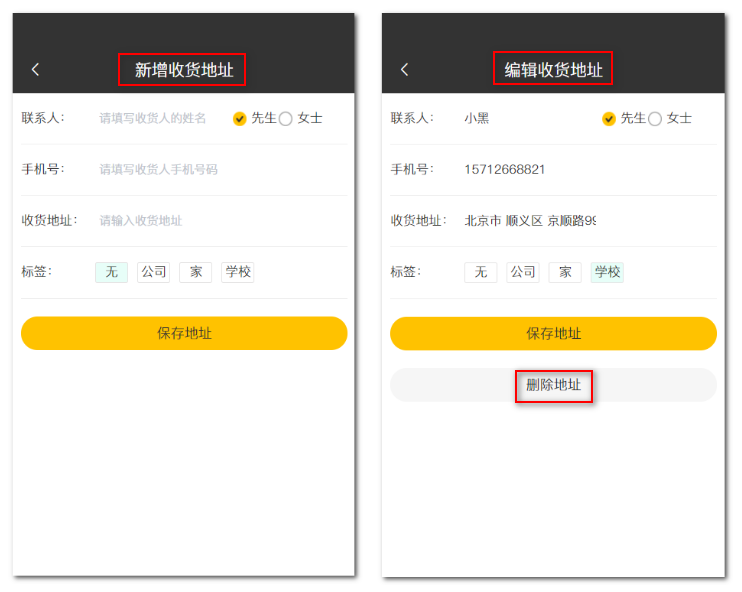 新增收货地址
联系人： 请填写收货人的姓名 先生 女士
手机号： 请填写收货人手机号码
收货地址： 请输入收货地址
标签： 无 公司 家 学校
保存地址
编辑收货地址
联系人： 小黑 先生 女士
手机号： 15712668821
收货地址： 北京市 顺义区 京顺路99
标签： 无 公司 家 学校
保存地址
删除地址